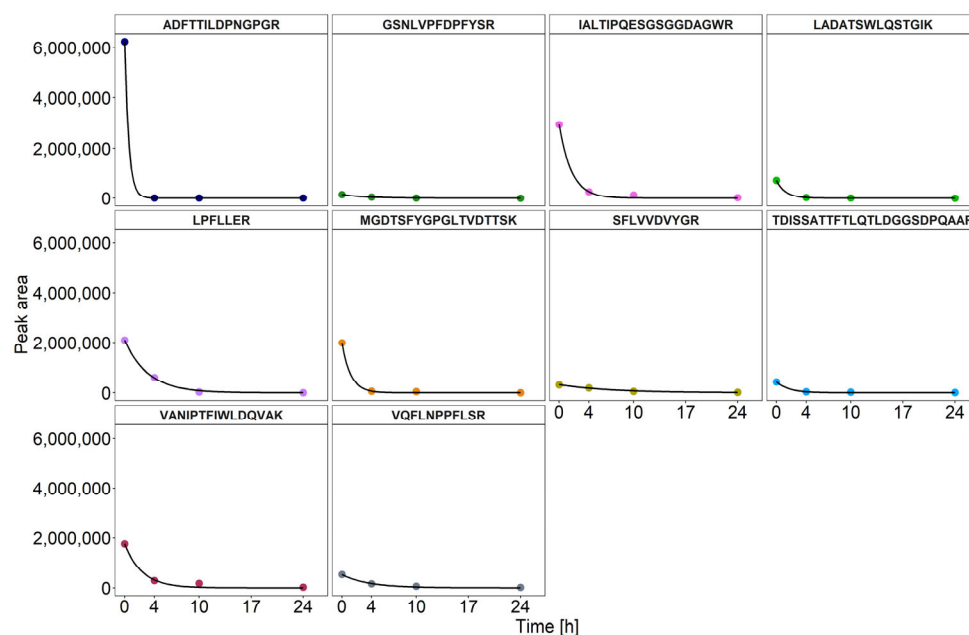 ADFTTILDPNGPGR GSNLVPFDPFYSR IALTIPQESGSGGDAGWR LADATSWLQSTGIK
6,000,000
4,000,000
2,000,000
0
LPFLLER MGDTSFYGPGLTVDTTSK SFLVVDVYGR TDISSATTFTLQTLDGGSDPQAAF
6,000,000
4,000,000
2,000,000
0
Peak area
0 4 10 17 24 0 4 10 17 24
VANIPTFIWLDQVAK VQFLNPPFLSR
6,000,000
4,000,000
2,000,000
0
0 4 10 17 24 0 4 10 17 24
Time [h]